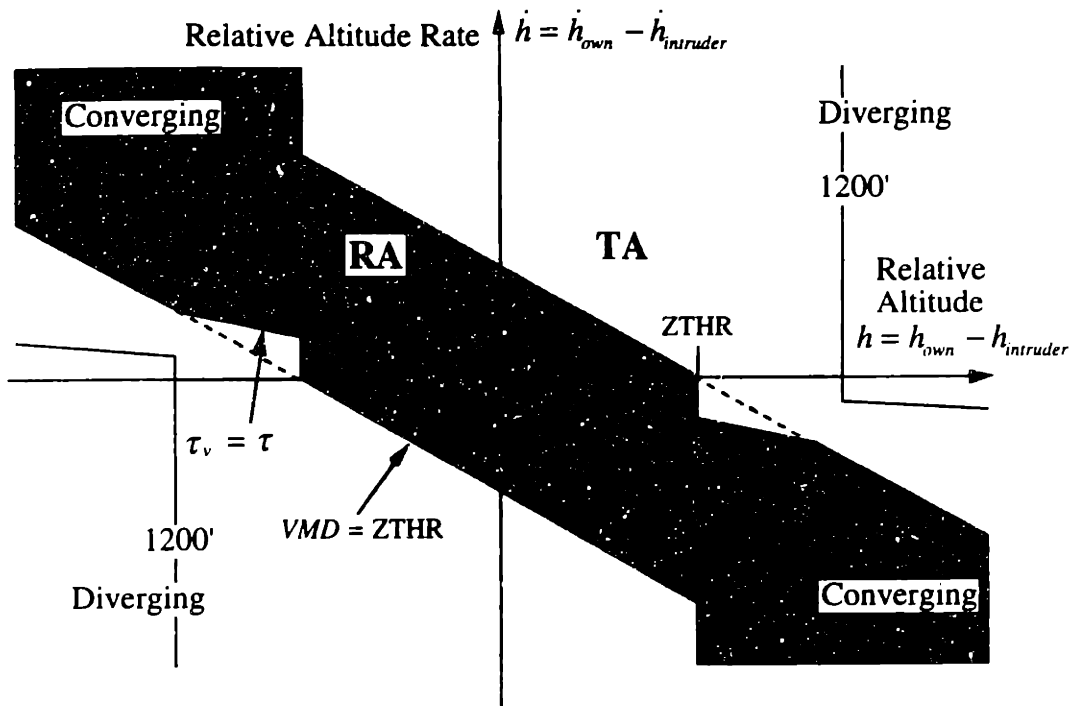 Relative Altitude Rate
ḣ = ḣ_own − ḣ_intruder
Converging
Diverging
1200'
RA
TA
Relative
Altitude
h = h_own − h_intruder
ZTHR
τ_v = τ
VMD = ZTHR
1200'
Diverging
Converging